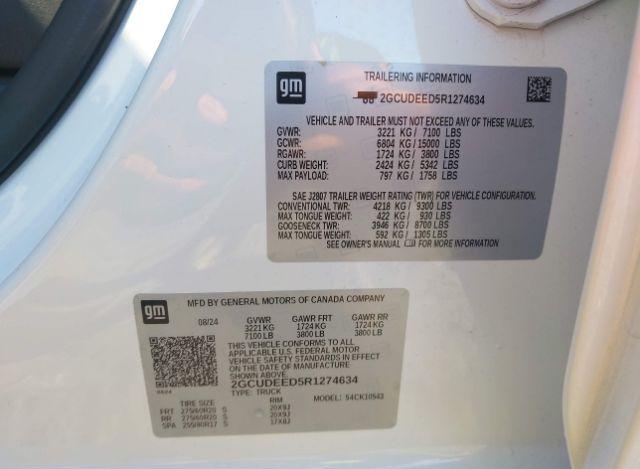 gm
TRAILERING INFORMATION
2GCUDEED5R1274634
VEHICLE AND TRAILER MUST NOT EXCEED ANY OF THESE VALUES.
GVWR: 3221 KG / 7100 LBS
GCWR: 6804 KG / 15000 LBS
RGAWR: 1724 KG / 3800 LBS
CURB WEIGHT: 2424 KG / 5342 LBS
MAX PAYLOAD: 797 KG / 1758 LBS
SAE J2807 TRAILER WEIGHT RATING (TWR) FOR VEHICLE CONFIGURATION.
CONVENTIONAL TWR: 4218 KG / 9300 LBS
MAX TONGUE WEIGHT: 422 KG / 930 LBS
GOOSENECK TWR: 3946 KG / 8700 LBS
MAX TONGUE WEIGHT: 592 KG / 1305 LBS
SEE OWNER'S MANUAL FOR MORE INFORMATION
gm
MFD BY GENERAL MOTORS OF CANADA COMPANY
08/24 GVWR GAWR FRT GAWR RR
3221 KG 1724 KG 1724 KG
7100 LB 3800 LB 3800 LB
THIS VEHICLE CONFORMS TO ALL
APPLICABLE U.S. FEDERAL MOTOR
VEHICLE SAFETY STANDARDS IN EFFECT
ON THE DATE OF MANUFACTURE
SHOWN ABOVE.
2GCUDEED5R1274634
TYPE: TRUCK
MODEL: 54CK10543
TIRE SIZE RIM
FRT 275/60R20 S 20X9J
RR 275/60R20 S 20X9J
SPA 255/80R17 S 17X8J